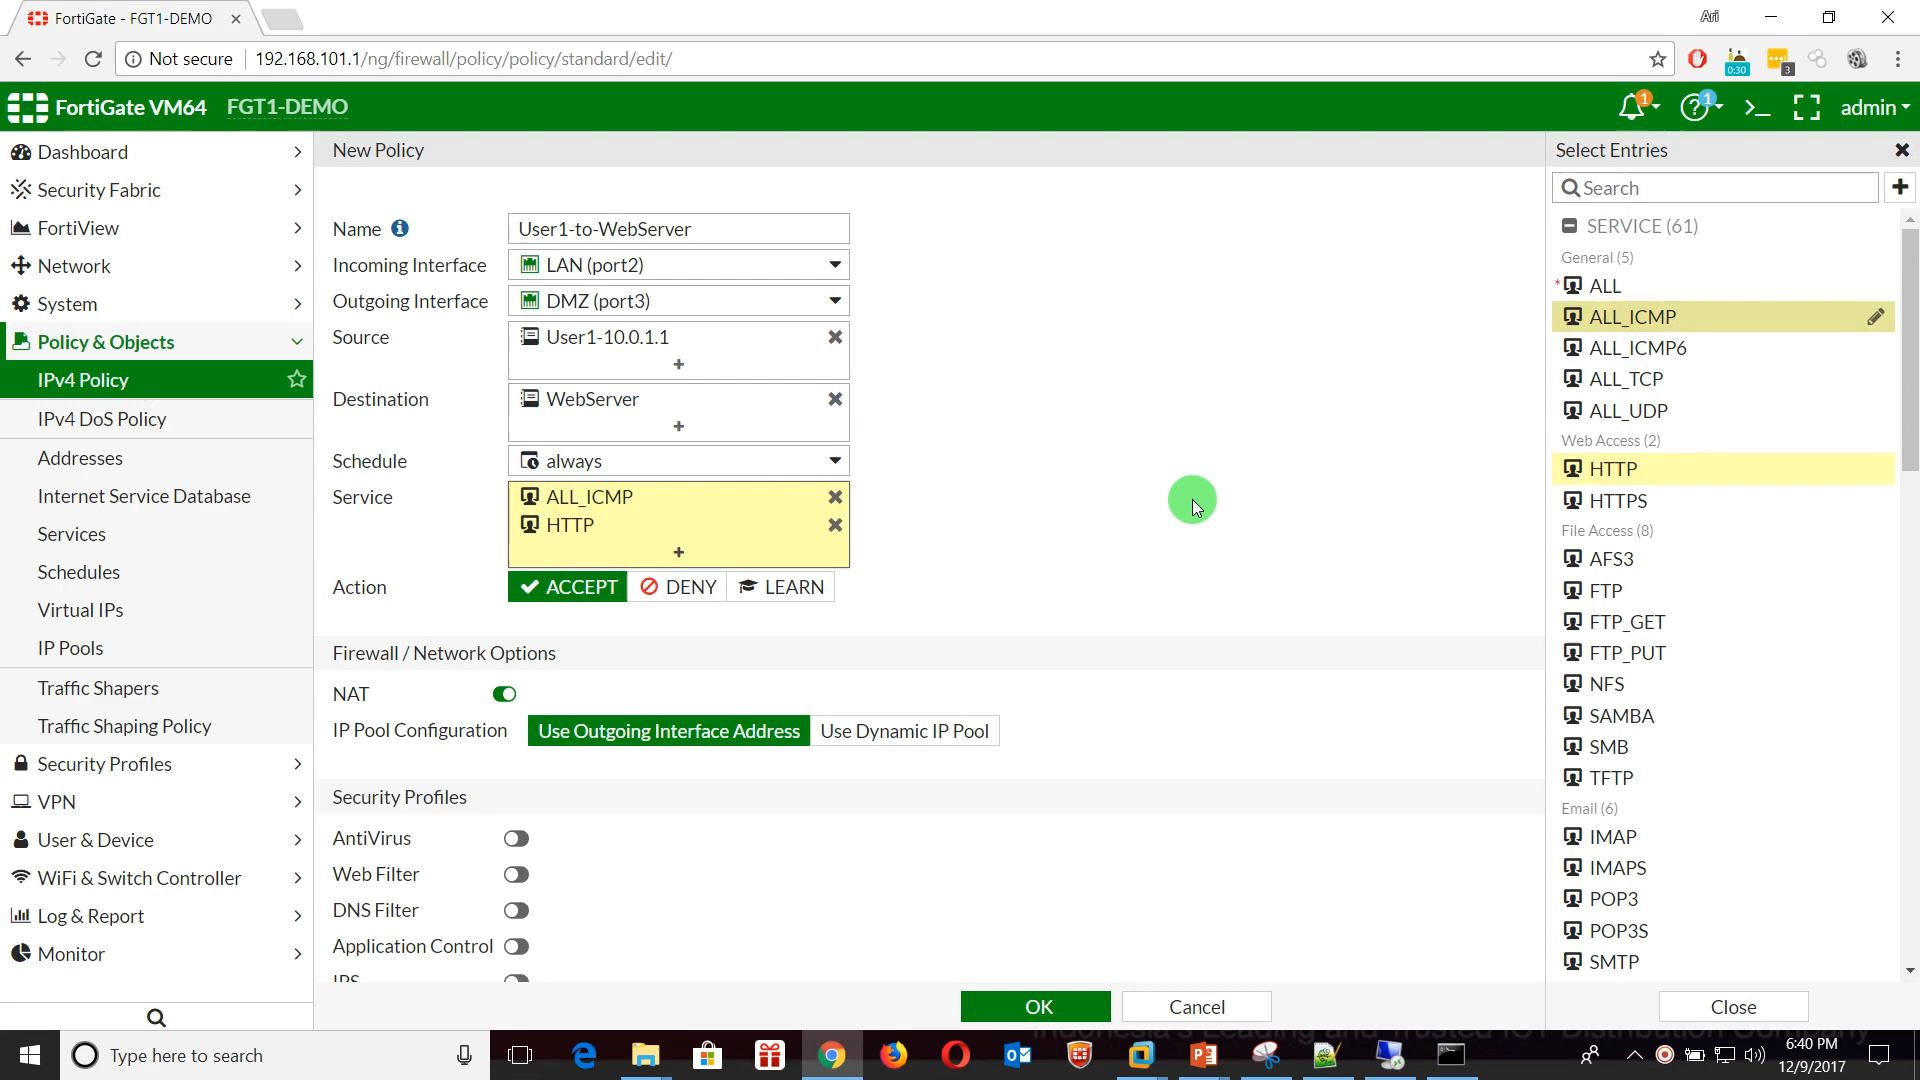 FortiGate - FGT1-DEMO
Ari
Not secure 192.168.101.1/ng/firewall/policy/policy/standard/edit/
0:30
3
FortiGate VM64 FGT1-DEMO
1
1
admin
Dashboard
Security Fabric
FortiView
Network
System
Policy & Objects
IPv4 Policy
IPv4 DoS Policy
Addresses
Internet Service Database
Services
Schedules
Virtual IPs
IP Pools
Traffic Shapers
Traffic Shaping Policy
Security Profiles
VPN
User & Device
WiFi & Switch Controller
Log & Report
Monitor
New Policy
Name User1-to-WebServer
Incoming Interface LAN (port2)
Outgoing Interface DMZ (port3)
Source User1-10.0.1.1
+
Destination WebServer
+
Schedule always
Service ALL_ICMP
HTTP
+
Action ACCEPT DENY LEARN
Firewall / Network Options
NAT
IP Pool Configuration Use Outgoing Interface Address Use Dynamic IP Pool
Security Profiles
AntiVirus
Web Filter
DNS Filter
Application Control
IPS
OK Cancel
Select Entries
Search
SERVICE (61)
General (5)
* ALL
ALL_ICMP
ALL_ICMP6
ALL_TCP
ALL_UDP
Web Access (2)
HTTP
HTTPS
File Access (8)
AFS3
FTP
FTP_GET
FTP_PUT
NFS
SAMBA
SMB
TFTP
Email (6)
IMAP
IMAPS
POP3
POP3S
SMTP
Close
Type here to search
6:40 PM
12/9/2017